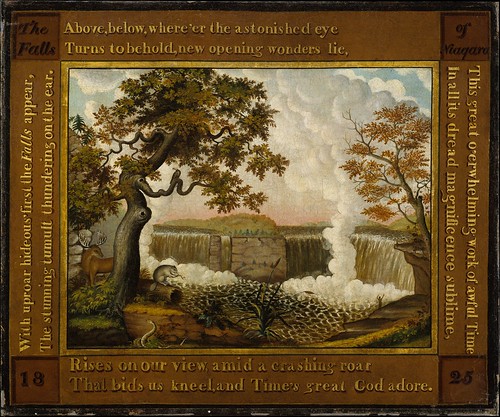 The
Falls
of
Niagara
With uproar hideous' first the Falls appear,
The stunning tumult thundering on the ear.
Above, below, where'er the astonished eye
Turns to behold, new opening wonders lie,
This great o'erwhelming work of awful Time
In all its dread magnificence, sublime,
Rises on our view, amid a crashing roar
That bids us kneel, and Time's great God adore.
18
25